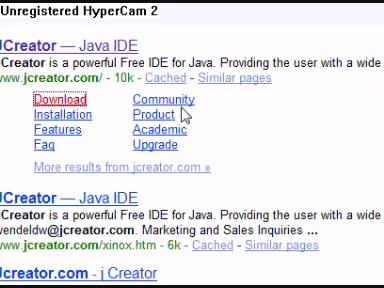 Unregistered HyperCam 2
JCreator — Java IDE
JCreator is a powerful Free IDE for Java. Providing the user with a wide
www.jcreator.com/ - 10k - Cached - Similar pages
Download Community
Installation Product
Features Academic
Faq Upgrade
More results from jcreator.com »
JCreator — Java IDE
JCreator is a powerful Free IDE for Java. Providing the user with a wide
wendeldw@jcreator.com. Marketing and Sales Inquiries ...
www.jcreator.com/xinox.htm - 6k - Cached - Similar pages
Jcreator.com - j Creator